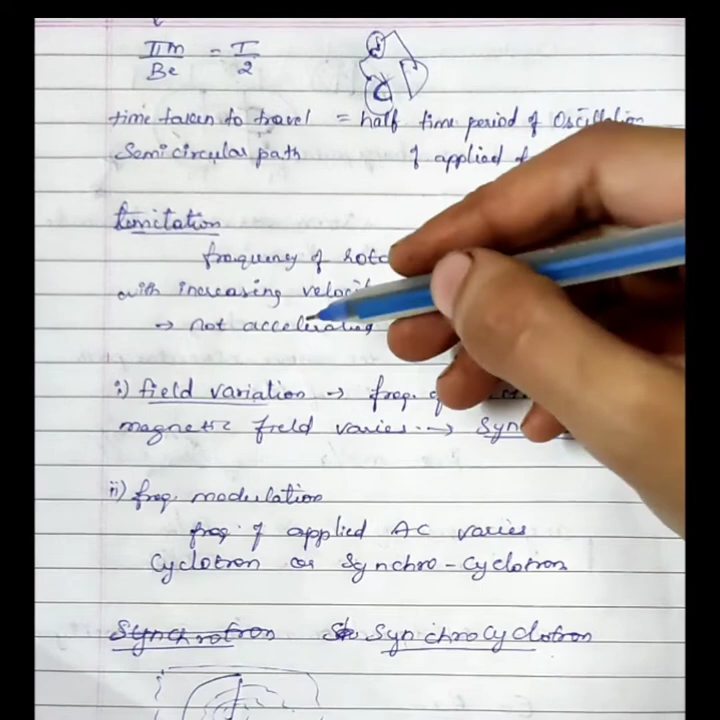 πm/Be = T/2
time taken to travel = half time period of oscillation
Semicircular path of applied
Limitation
frequency of
with increasing
→ not accelerating
i) field variation → freq.
magnetic field varies →
ii) freq. modulation
freq. of applied AC varies
Cyclotron or Synchro-cyclotron
Synchrotron Synchrocyclotron